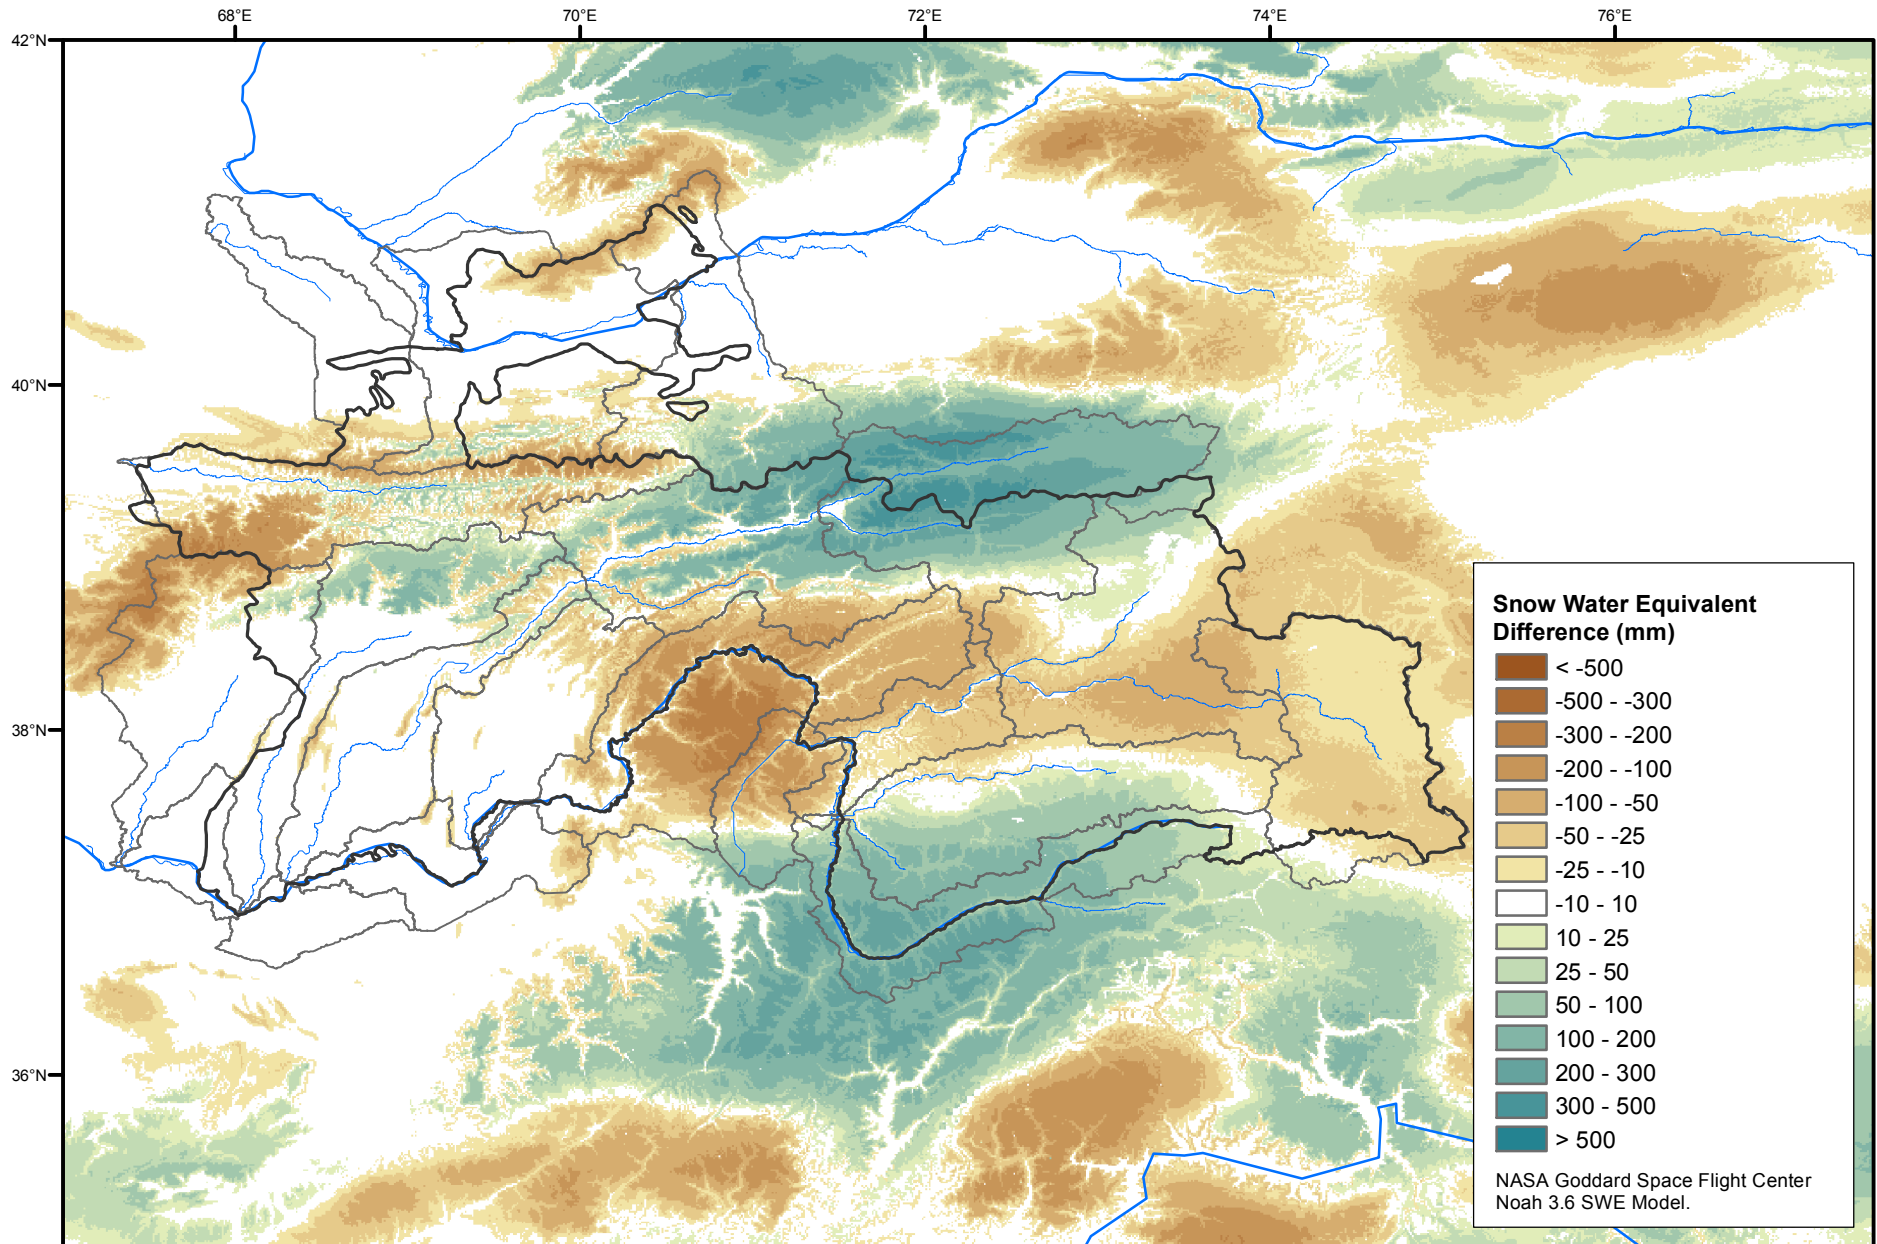 68°E 70°E 72°E 74°E 76°E
42°N
40°N
38°N
36°N
Snow Water Equivalent
Difference (mm)
< -500
-500 - -300
-300 - -200
-200 - -100
-100 - -50
-50 - -25
-25 - -10
-10 - 10
10 - 25
25 - 50
50 - 100
100 - 200
200 - 300
300 - 500
> 500
NASA Goddard Space Flight Center
Noah 3.6 SWE Model.